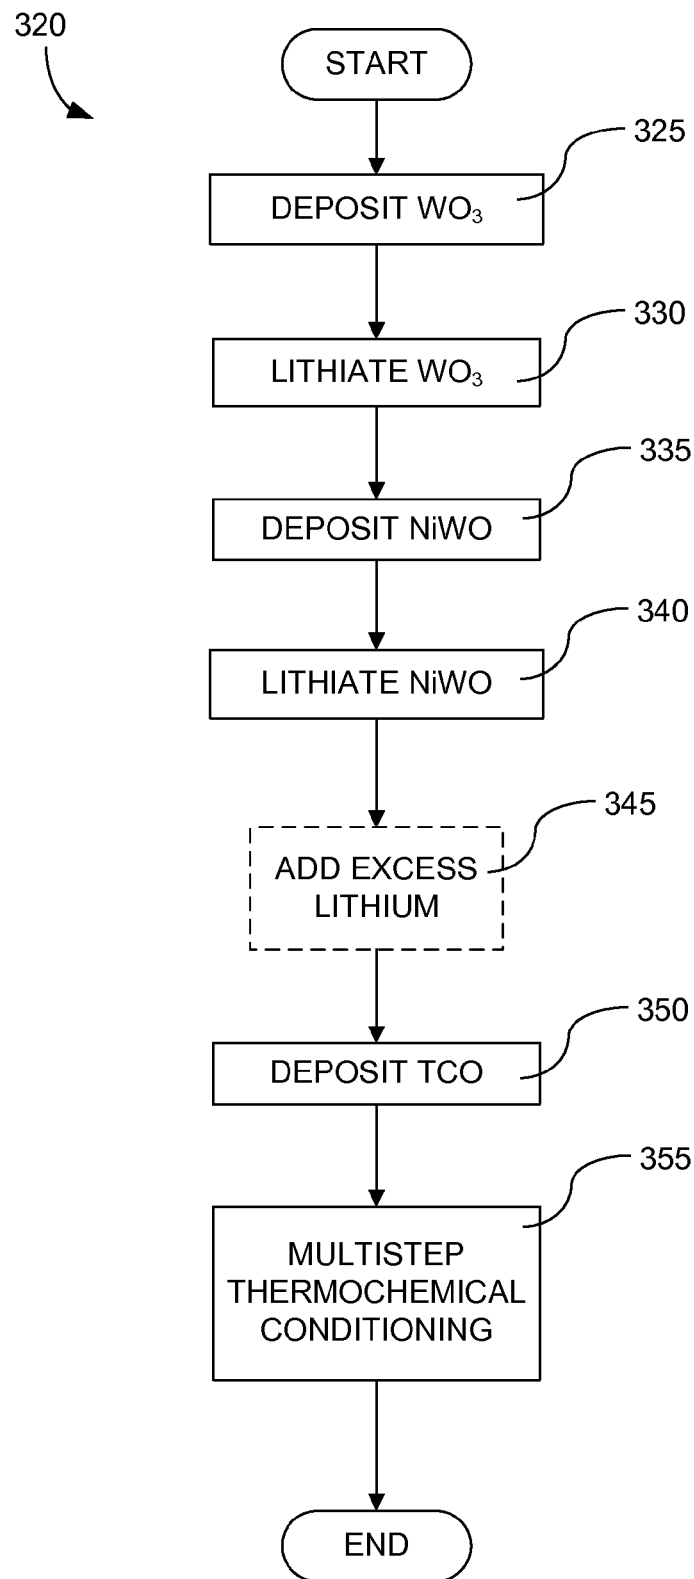 320
START
325
DEPOSIT WO₃
330
LITHIATE WO₃
335
DEPOSIT NiWO
340
LITHIATE NiWO
345
ADD EXCESS
LITHIUM
350
DEPOSIT TCO
355
MULTISTEP
THERMOCHEMICAL
CONDITIONING
END